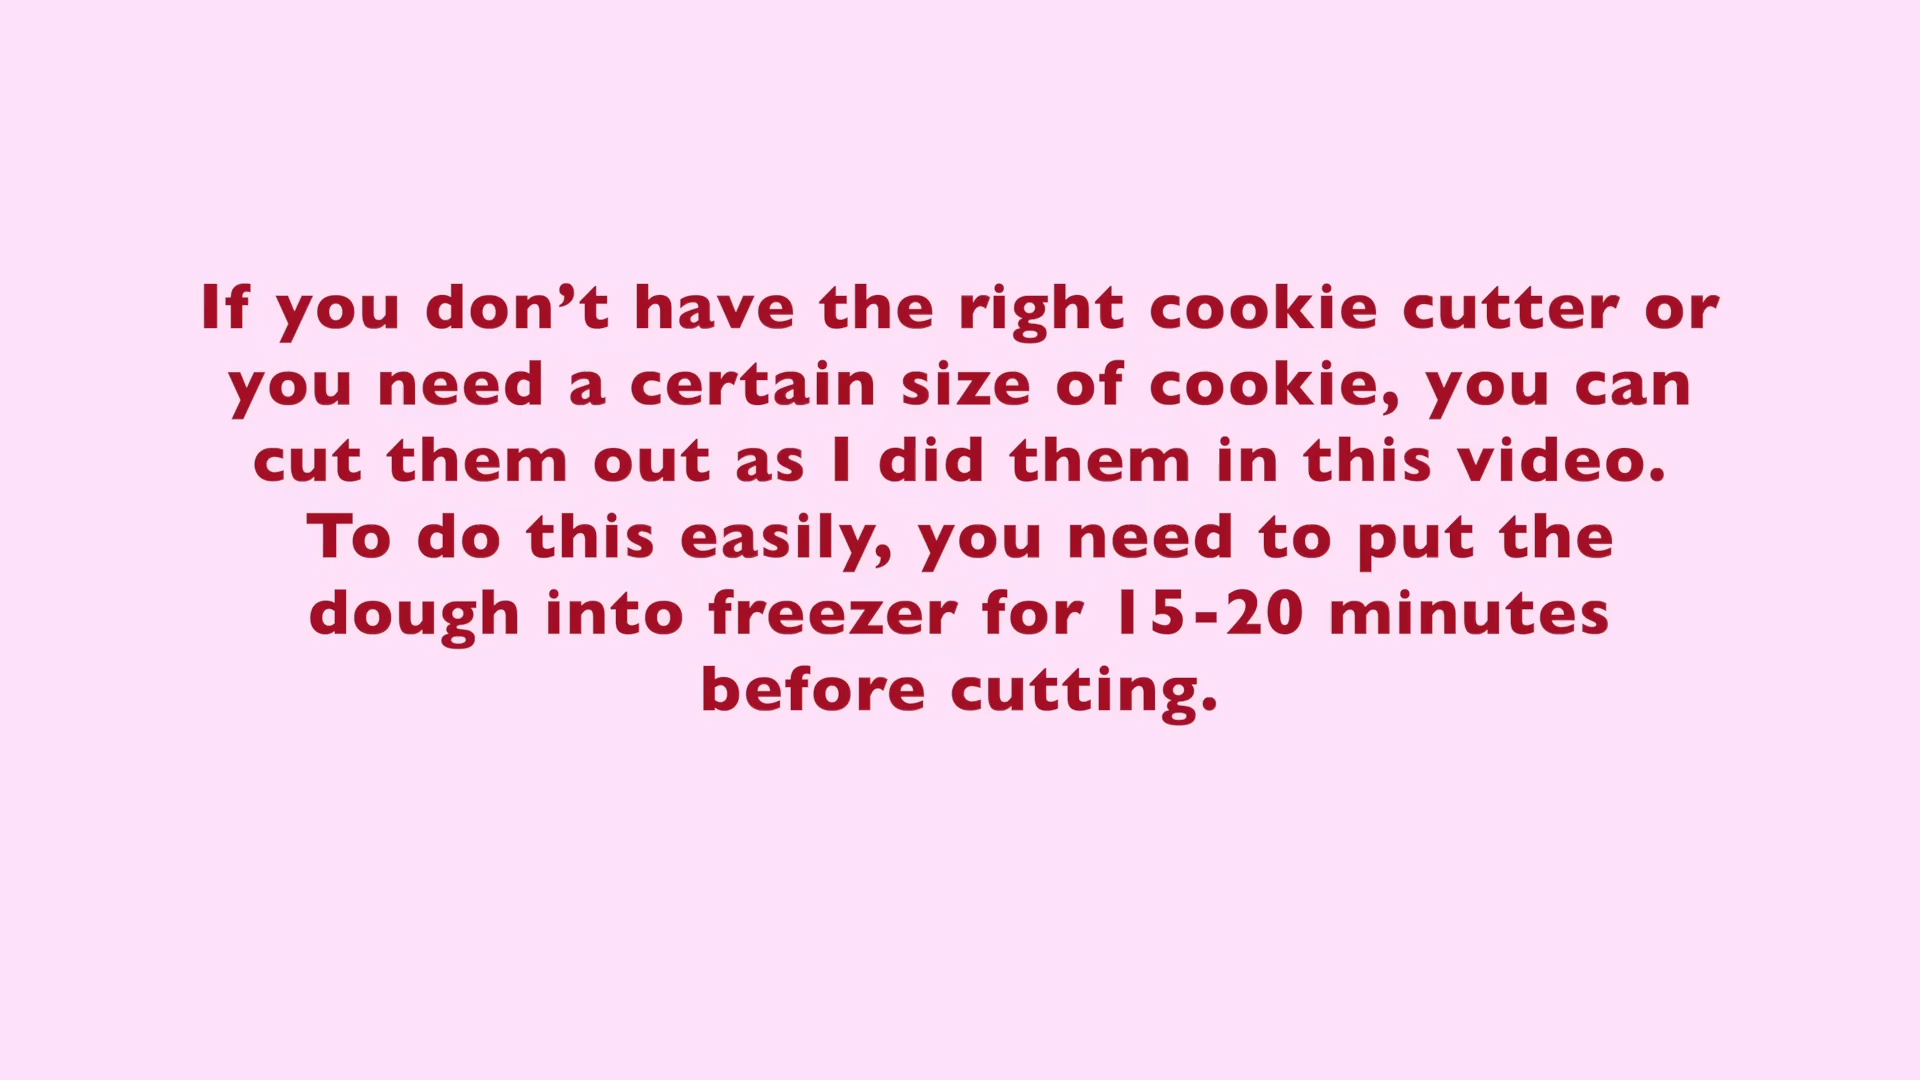 If you don’t have the right cookie cutter or
you need a certain size of cookie, you can
cut them out as I did them in this video.
To do this easily, you need to put the
dough into freezer for 15-20 minutes
before cutting.